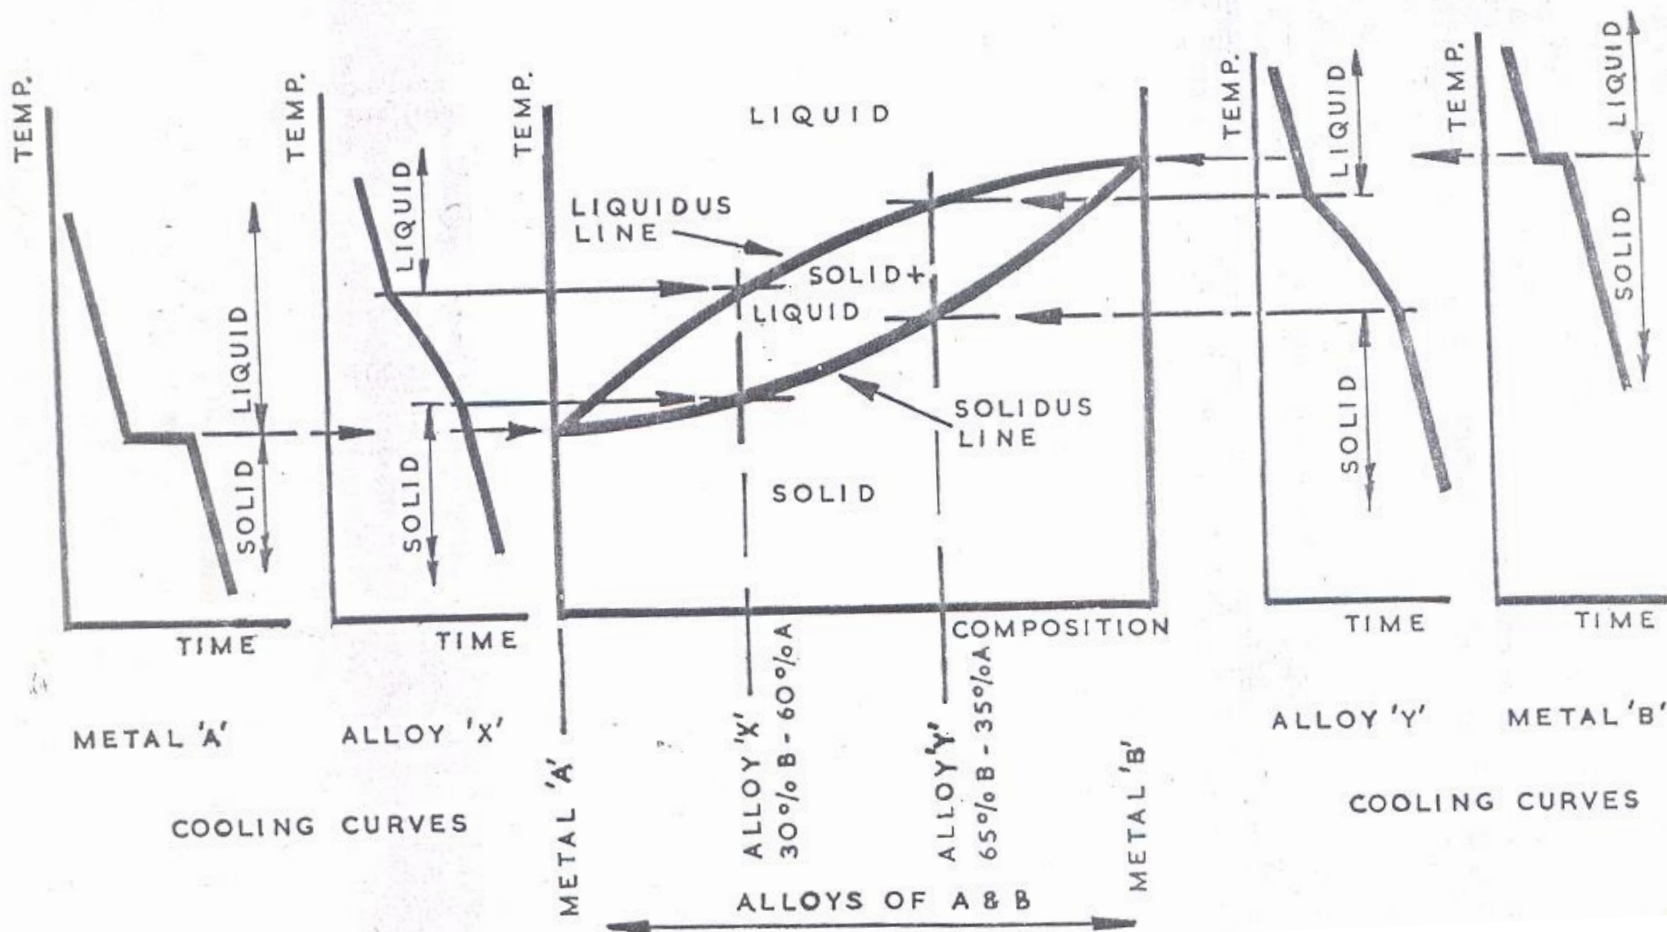 TEMP.
LIQUID
SOLID
TIME
METAL 'A'
TEMP.
LIQUID
SOLID
TIME
ALLOY 'X'
COOLING CURVES
TEMP.
LIQUID
LIQUIDUS
LINE
SOLID+
LIQUID
SOLIDUS
LINE
SOLID
COMPOSITION
METAL 'A'
ALLOY 'X'
30% B - 60% A
ALLOY 'Y'
65% B - 35% A
METAL 'B'
ALLOYS OF A & B
TEMP.
LIQUID
SOLID
TIME
ALLOY 'Y'
TEMP.
LIQUID
SOLID
TIME
METAL 'B'
COOLING CURVES